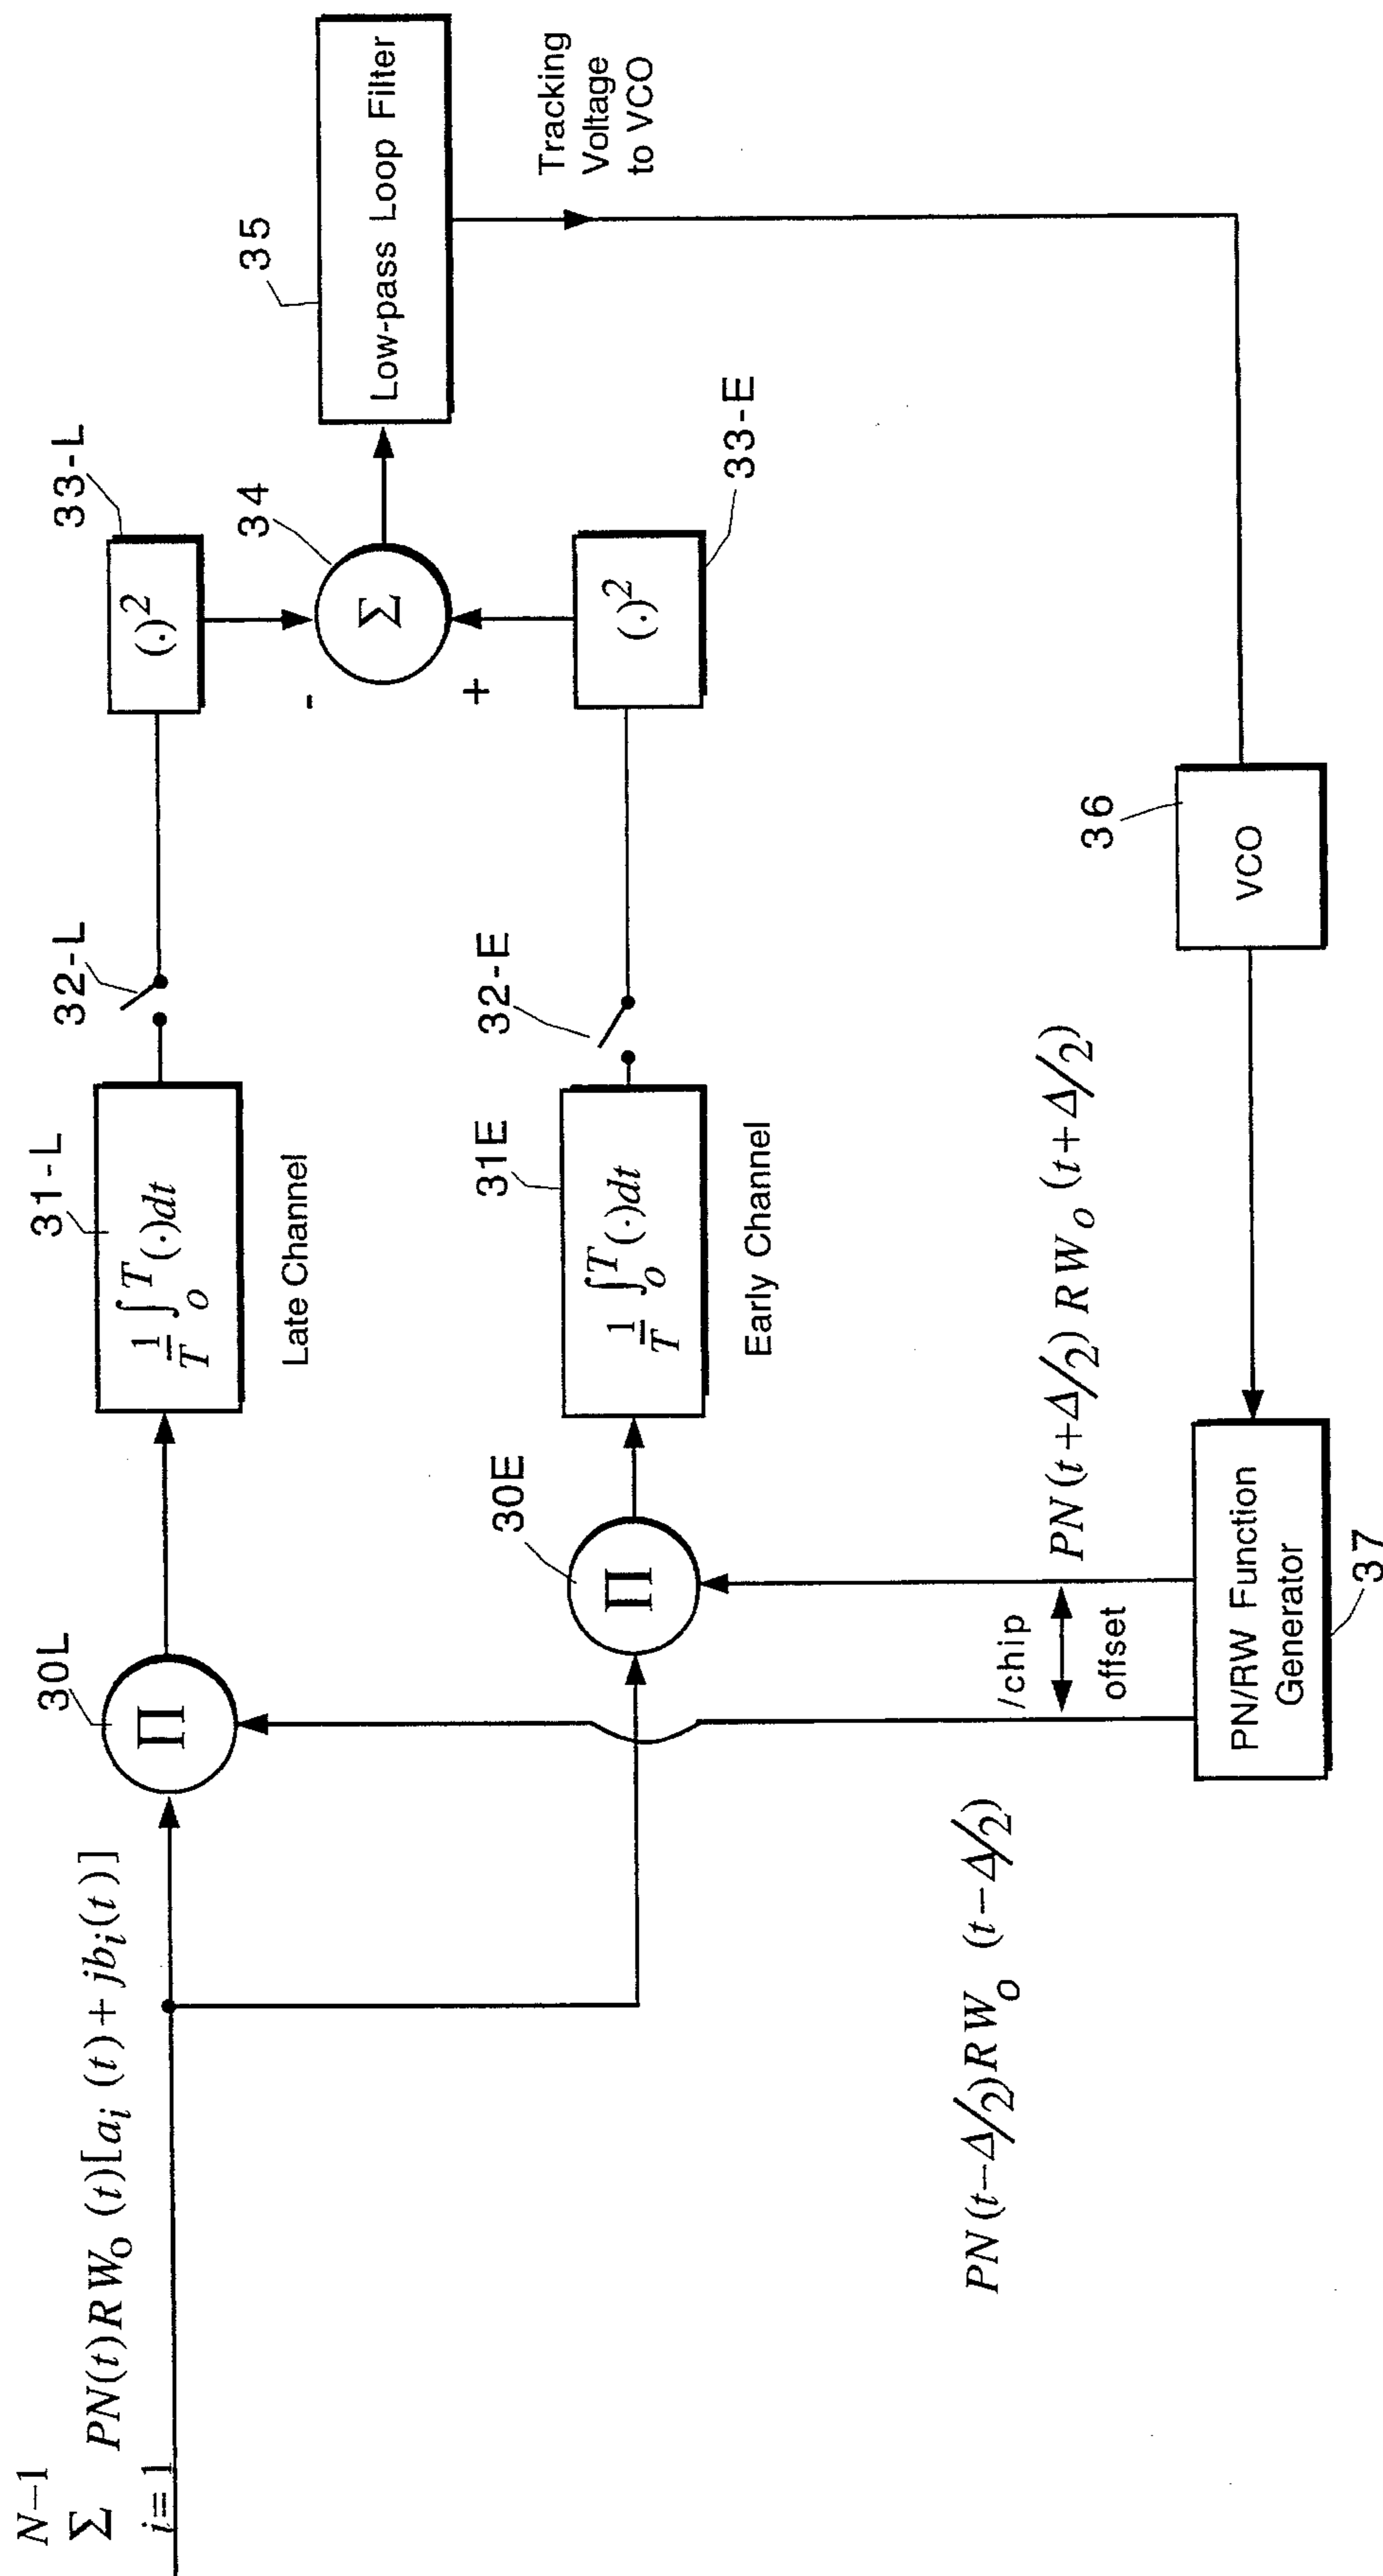 N−1
Σ PN(t)RW₀(t)[aᵢ(t)+jbᵢ(t)]
i=1
30L
Π
31-L
1/T ∫₀ᵀ(·)dt
Late Channel
32-L
33-L
(·)²
-
34
Σ
+
35
Low-pass Loop Filter
Tracking
Voltage
to VCO
30E
Π
31E
1/T ∫₀ᵀ(·)dt
Early Channel
32-E
33-E
(·)²
PN(t−Δ/2)RW₀(t−Δ/2)
/chip
offset
PN(t+Δ/2)RW₀(t+Δ/2)
36
VCO
PN/RW Function
Generator
37